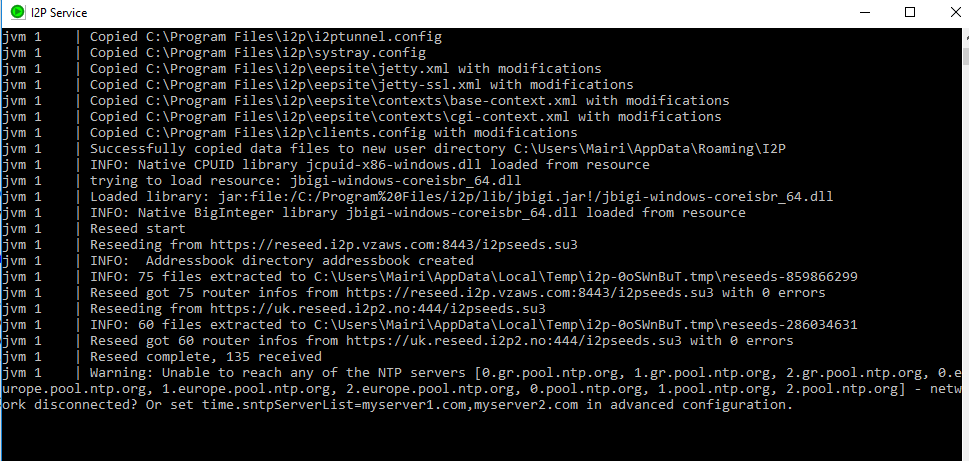 I2P Service
jvm 1    | Copied C:\Program Files\i2p\i2ptunnel.config
jvm 1    | Copied C:\Program Files\i2p\systray.config
jvm 1    | Copied C:\Program Files\i2p\eepsite\jetty.xml with modifications
jvm 1    | Copied C:\Program Files\i2p\eepsite\jetty-ssl.xml with modifications
jvm 1    | Copied C:\Program Files\i2p\eepsite\contexts\base-context.xml with modifications
jvm 1    | Copied C:\Program Files\i2p\eepsite\contexts\cgi-context.xml with modifications
jvm 1    | Copied C:\Program Files\i2p\clients.config with modifications
jvm 1    | Successfully copied data files to new user directory C:\Users\Mairi\AppData\Roaming\I2P
jvm 1    | INFO: Native CPUID library jcpuid-x86-windows.dll loaded from resource
jvm 1    | trying to load resource: jbigi-windows-coreisbr_64.dll
jvm 1    | Loaded library: jar:file:/C:/Program%20Files/i2p/lib/jbigi.jar!/jbigi-windows-coreisbr_64.dll
jvm 1    | INFO: Native BigInteger library jbigi-windows-coreisbr_64.dll loaded from resource
jvm 1    | Reseed start
jvm 1    | Reseeding from https://reseed.i2p.vzaws.com:8443/i2pseeds.su3
jvm 1    | INFO:  Addressbook directory addressbook created
jvm 1    | INFO: 75 files extracted to C:\Users\Mairi\AppData\Local\Temp\i2p-0oSWnBuT.tmp\reseeds-859866299
jvm 1    | Reseed got 75 router infos from https://reseed.i2p.vzaws.com:8443/i2pseeds.su3 with 0 errors
jvm 1    | Reseeding from https://uk.reseed.i2p2.no:444/i2pseeds.su3
jvm 1    | INFO: 60 files extracted to C:\Users\Mairi\AppData\Local\Temp\i2p-0oSWnBuT.tmp\reseeds-286034631
jvm 1    | Reseed got 60 router infos from https://uk.reseed.i2p2.no:444/i2pseeds.su3 with 0 errors
jvm 1    | Reseed complete, 135 received
jvm 1    | Warning: Unable to reach any of the NTP servers [0.gr.pool.ntp.org, 1.gr.pool.ntp.org, 2.gr.pool.ntp.org, 0.e
urope.pool.ntp.org, 1.europe.pool.ntp.org, 2.europe.pool.ntp.org, 0.pool.ntp.org, 1.pool.ntp.org, 2.pool.ntp.org] - netw
ork disconnected? Or set time.sntpServerList=myserver1.com,myserver2.com in advanced configuration.